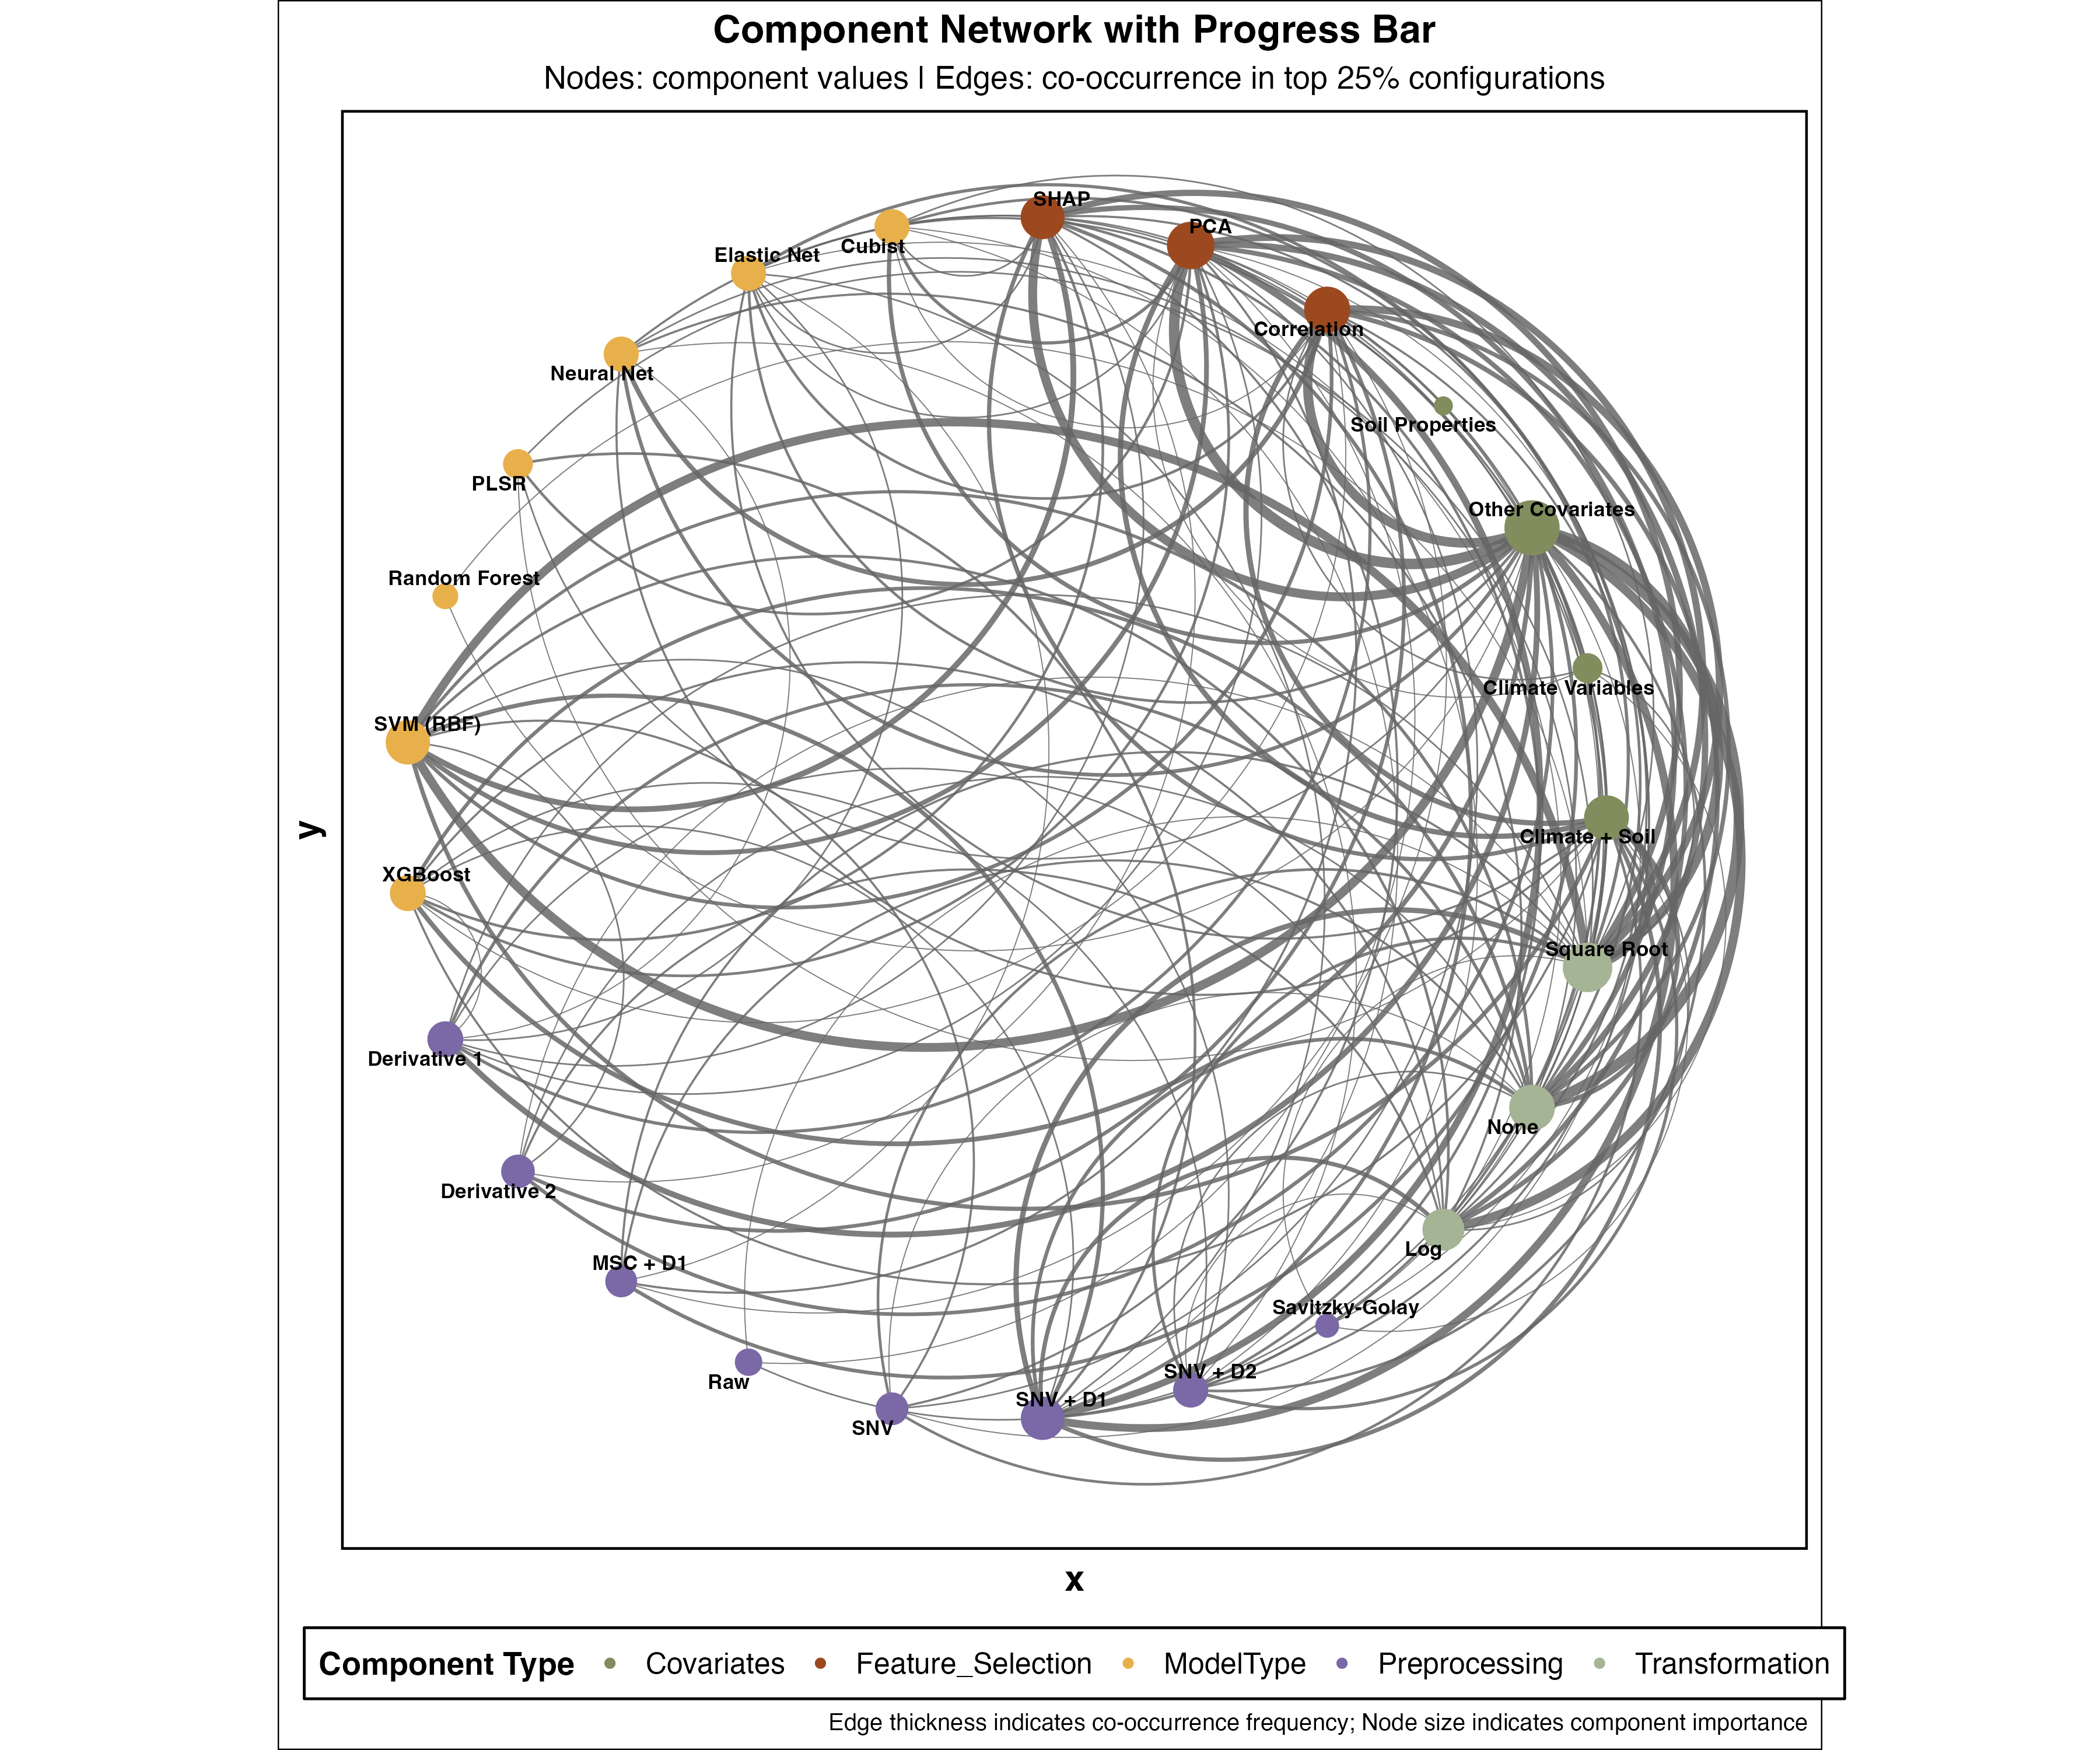 Component Network with Progress Bar
Nodes: component values | Edges: co-occurrence in top 25% configurations
SHAP
PCA
Cubist
Elastic Net
Correlation
Neural Net
Soil Properties
PLSR
Other Covariates
Random Forest
Climate Variables
SVM (RBF)
Climate + Soil
y
XGBoost
Square Root
Derivative 1
None
Derivative 2
Log
MSC + D1
Savitzky-Golay
SNV + D2
Raw
SNV + D1
SNV
x
Component Type Covariates Feature_Selection ModelType Preprocessing Transformation
Edge thickness indicates co-occurrence frequency; Node size indicates component importance